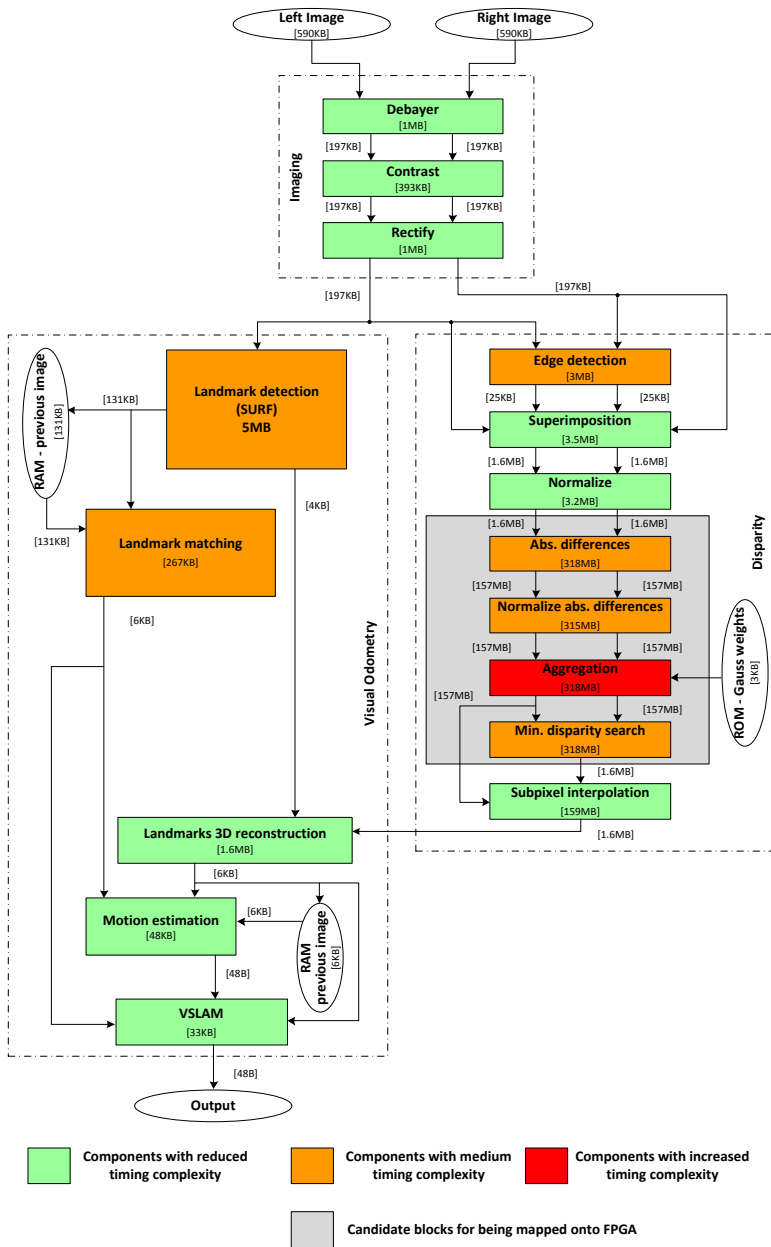 Left Image
[590KB]
Right Image
[590KB]
Imaging
Debayer
[1MB]
[197KB]
[197KB]
Contrast
[393KB]
[197KB]
[197KB]
Rectify
[1MB]
[197KB]
[197KB]
Visual Odometry
RAM - previous image
[131KB]
[131KB]
Landmark detection
(SURF)
5MB
[4KB]
[131KB]
Landmark matching
[267KB]
[6KB]
Disparity
Edge detection
[3MB]
[25KB]
[25KB]
Superimposition
[3.5MB]
[1.6MB]
[1.6MB]
Normalize
[3.2MB]
[1.6MB]
[1.6MB]
Abs. differences
[318MB]
[157MB]
[157MB]
Normalize abs. differences
[315MB]
[157MB]
[157MB]
Aggregation
[318MB]
ROM - Gauss weights
[3KB]
[157MB]
[157MB]
Min. disparity search
[318MB]
[1.6MB]
Subpixel interpolation
[159MB]
[1.6MB]
Landmarks 3D reconstruction
[1.6MB]
[6KB]
Motion estimation
[48KB]
[6KB]
RAM
previous image
[6KB]
[48B]
VSLAM
[33KB]
[48B]
Output
Components with reduced
timing complexity
Components with medium
timing complexity
Components with increased
timing complexity
Candidate blocks for being mapped onto FPGA